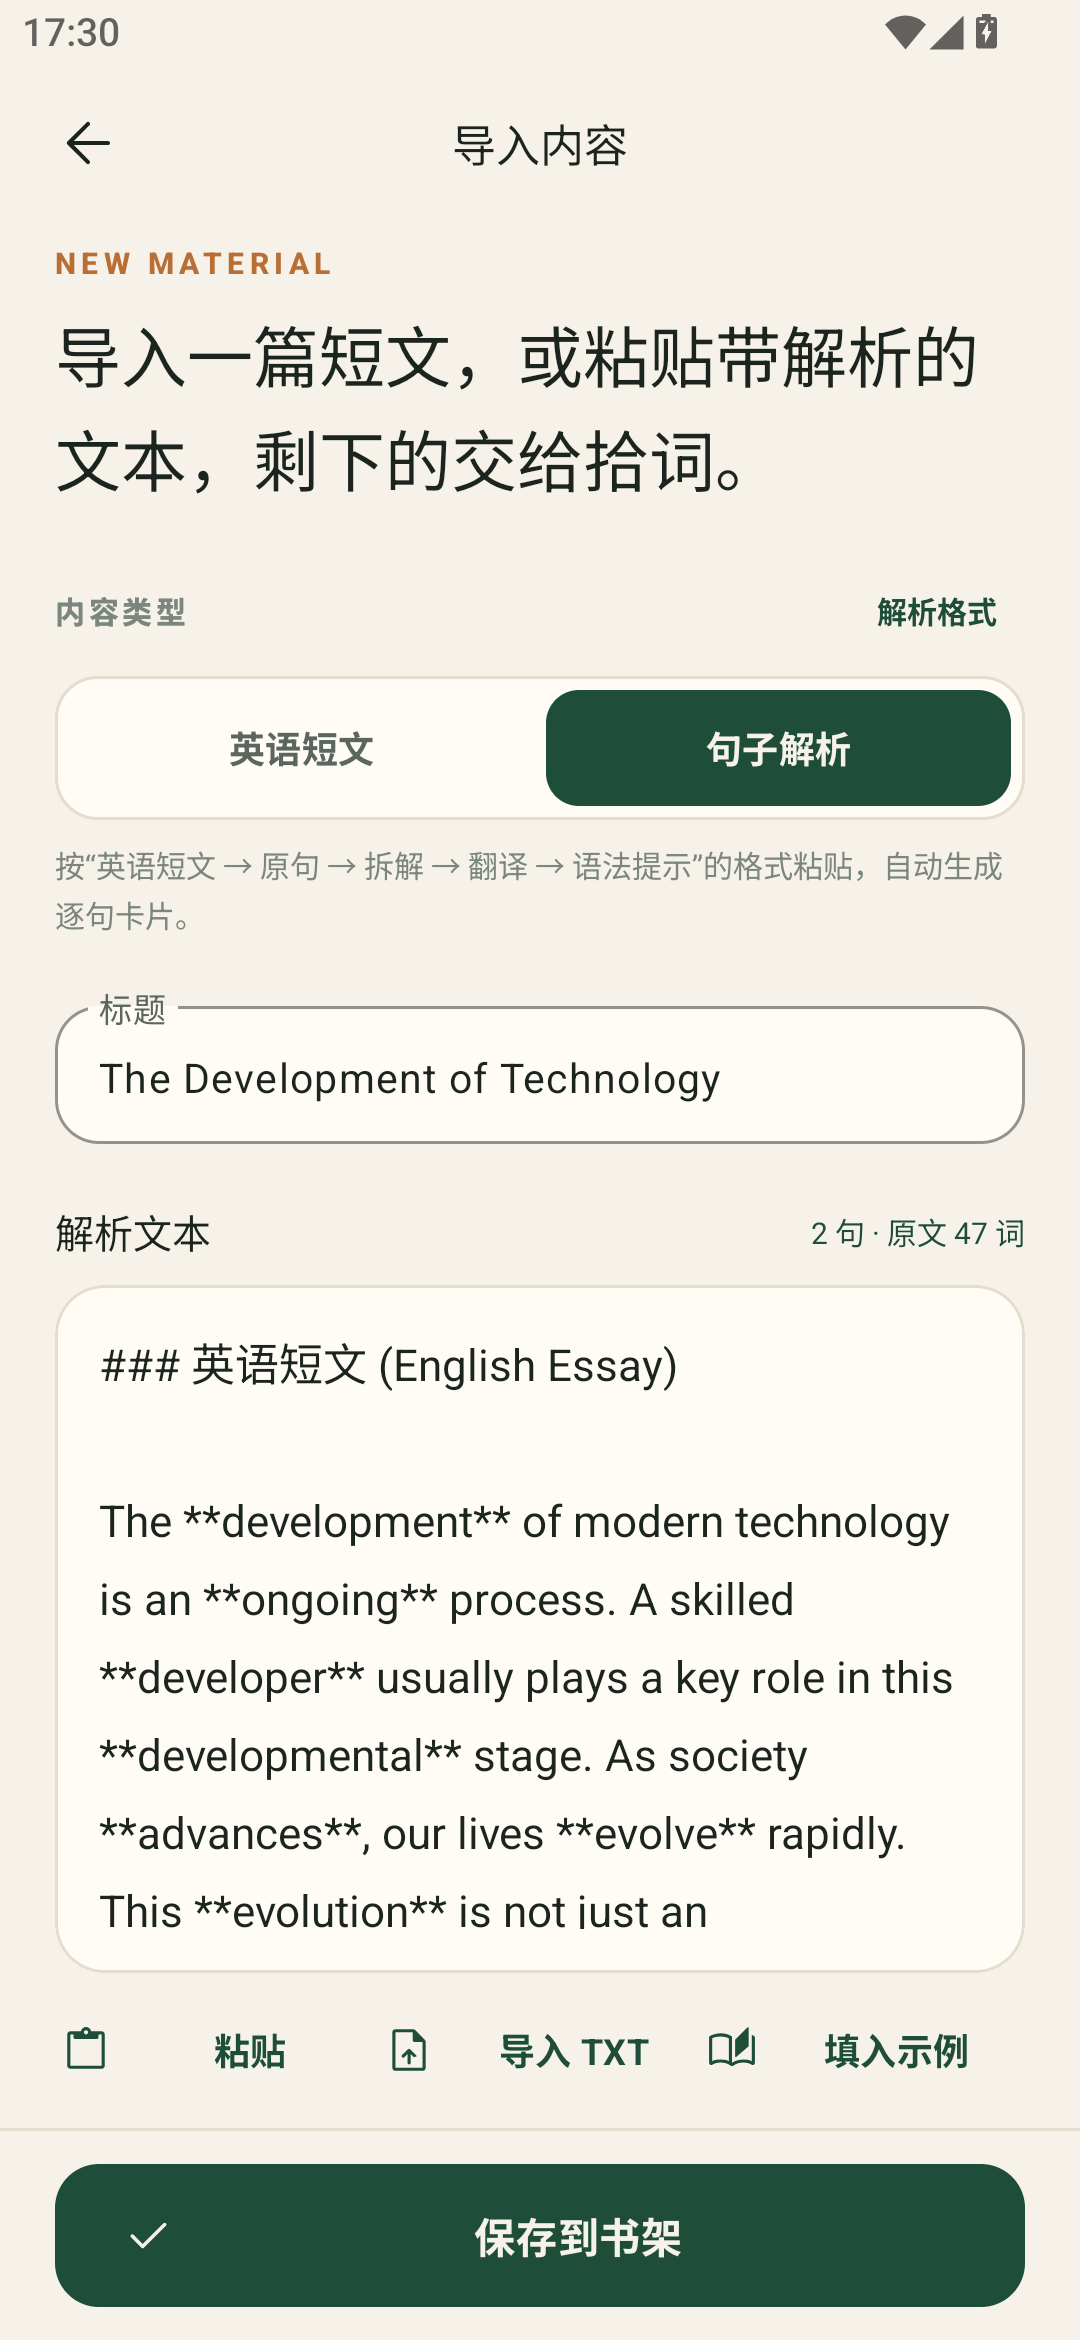 17:30
导入内容
NEW MATERIAL
导入一篇短文，或粘贴带解析的
文本，剩下的交给拾词。
内容类型
解析格式
英语短文
句子解析
按“英语短文 → 原句 → 拆解 → 翻译 → 语法提示”的格式粘贴，自动生成
逐句卡片。
标题
The Development of Technology
解析文本
2 句 · 原文 47 词
### 英语短文 (English Essay)
The **development** of modern technology
is an **ongoing** process. A skilled
**developer** usually plays a key role in this
**developmental** stage. As society
**advances**, our lives **evolve** rapidly.
This **evolution** is not just an
粘贴
导入 TXT
填入示例
保存到书架